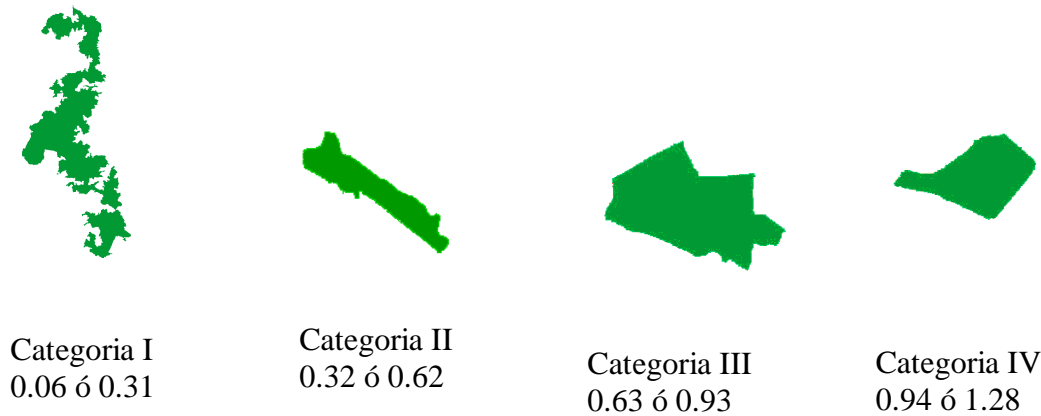 Categoria I
0.06 ó 0.31
Categoria II
0.32 ó 0.62
Categoria III
0.63 ó 0.93
Categoria IV
0.94 ó 1.28